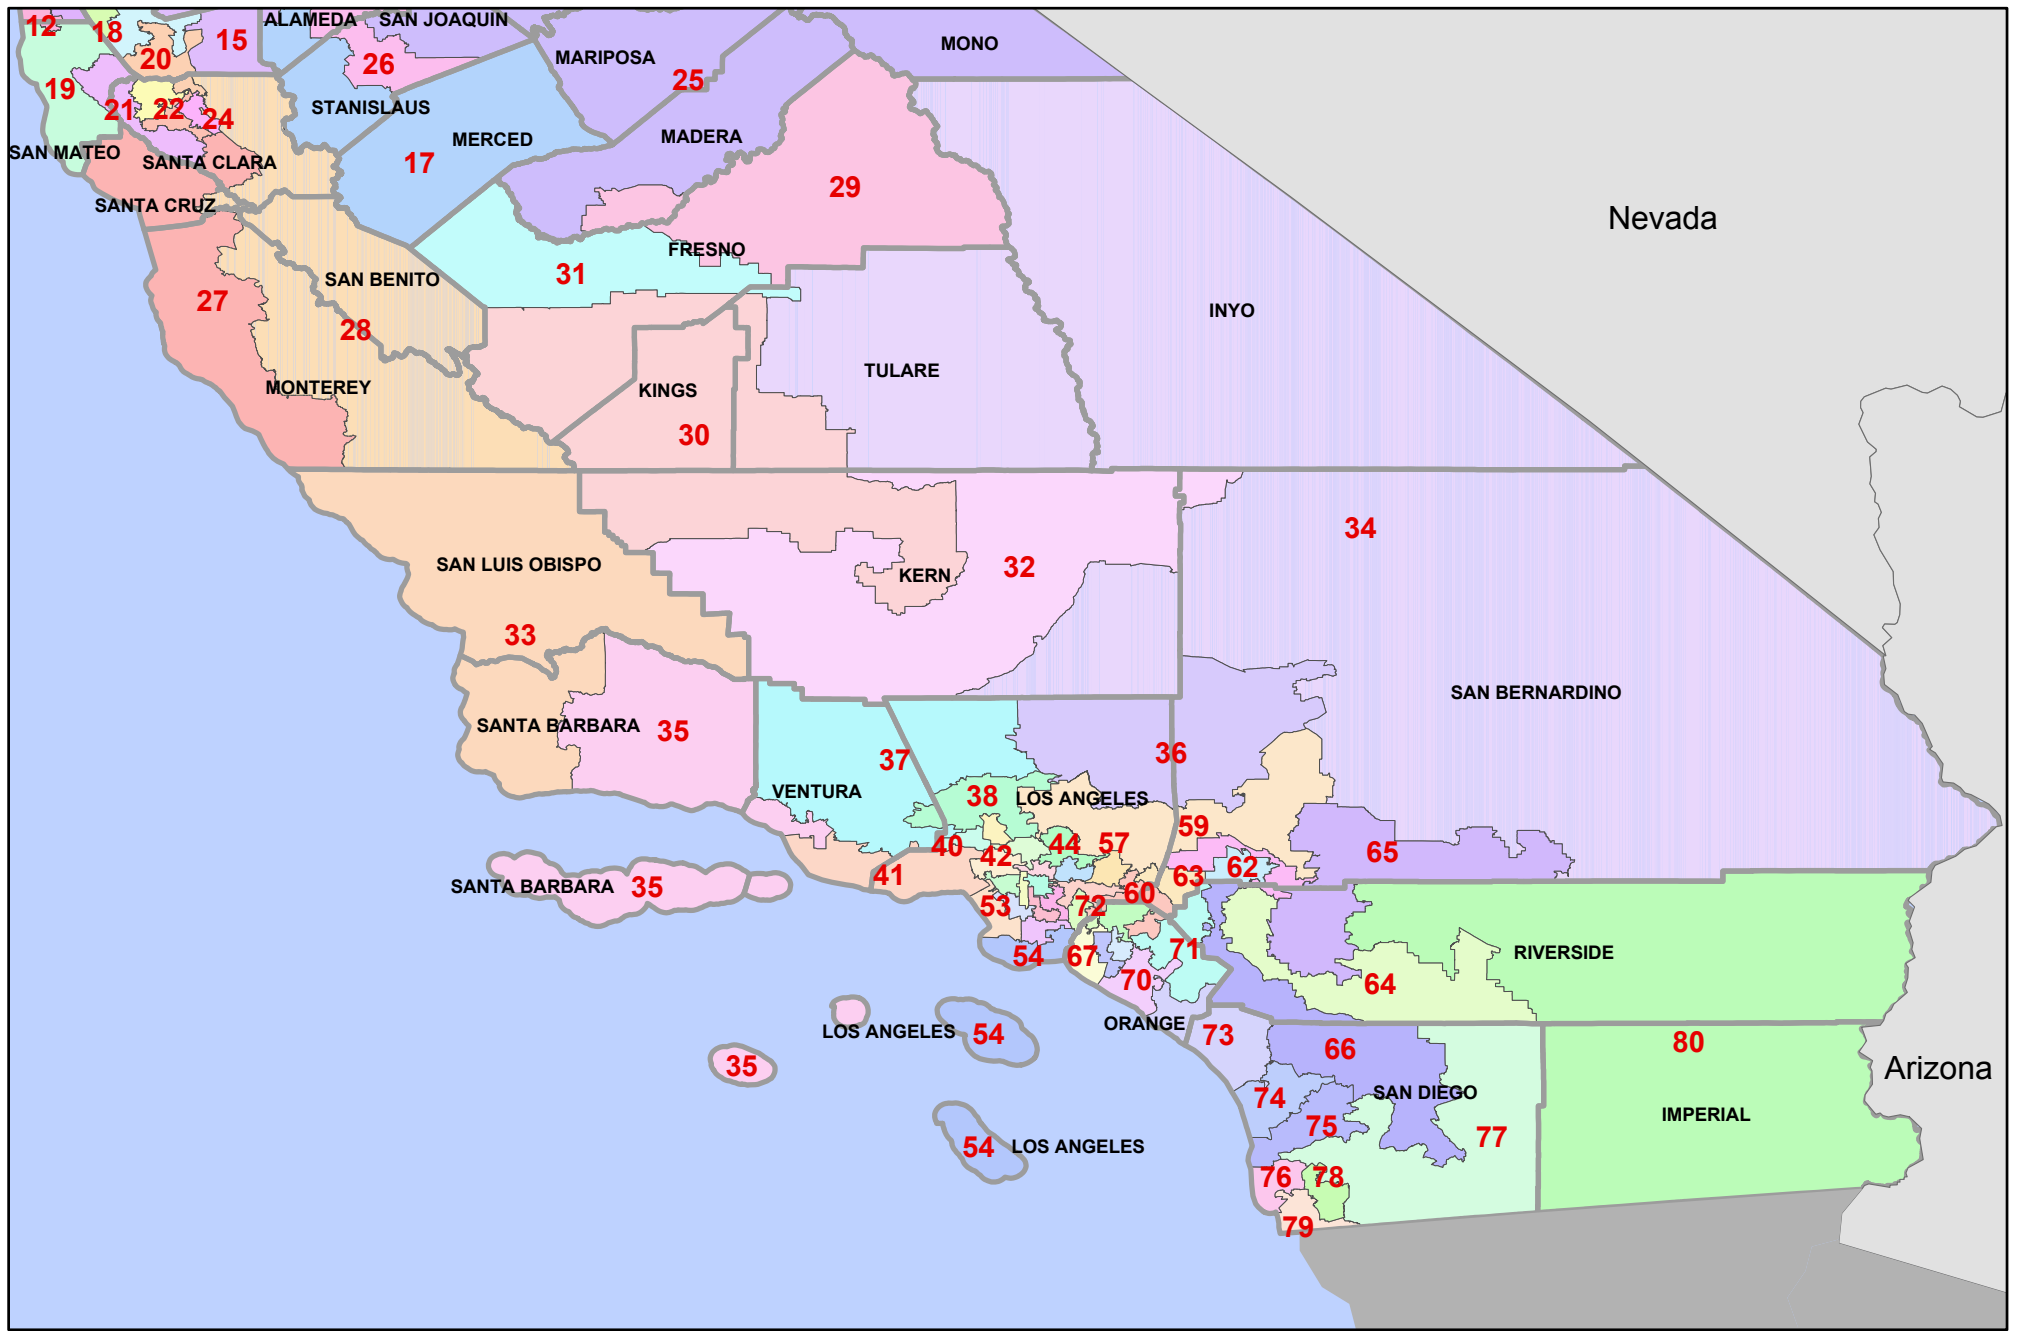 ALAMEDA
SAN JOAQUIN
12
18
15
MONO
20
26
MARIPOSA
25
19
21
22
24
STANISLAUS
MERCED
MADERA
SAN MATEO
SANTA CLARA
17
29
SANTA CRUZ
Nevada
FRESNO
SAN BENITO
31
27
28
INYO
MONTEREY
KINGS
TULARE
30
34
SAN LUIS OBISPO
KERN
32
33
SAN BERNARDINO
SANTA BARBARA
35
37
36
VENTURA
38
LOS ANGELES
59
40
42
44
57
65
41
63
62
SANTA BARBARA
35
53
72
60
54
67
71
RIVERSIDE
70
64
LOS ANGELES
54
ORANGE
73
66
80
35
Arizona
74
SAN DIEGO
75
77
IMPERIAL
54
LOS ANGELES
76
78
79